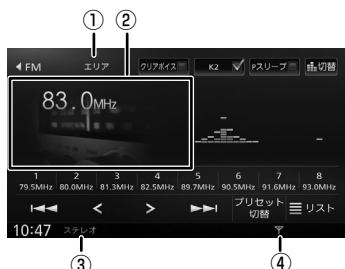 ① ②
FM エリア クリアボイス K2 Pスリープ 切替
83.0MHz
1 2 3 4 5 6 7 8
79.5MHz 80.0MHz 81.3MHz 82.5MHz 89.7MHz 90.5MHz 91.6MHz 93.0MHz
プリセット
切替 リスト
10:47 ステレオ
③ ④